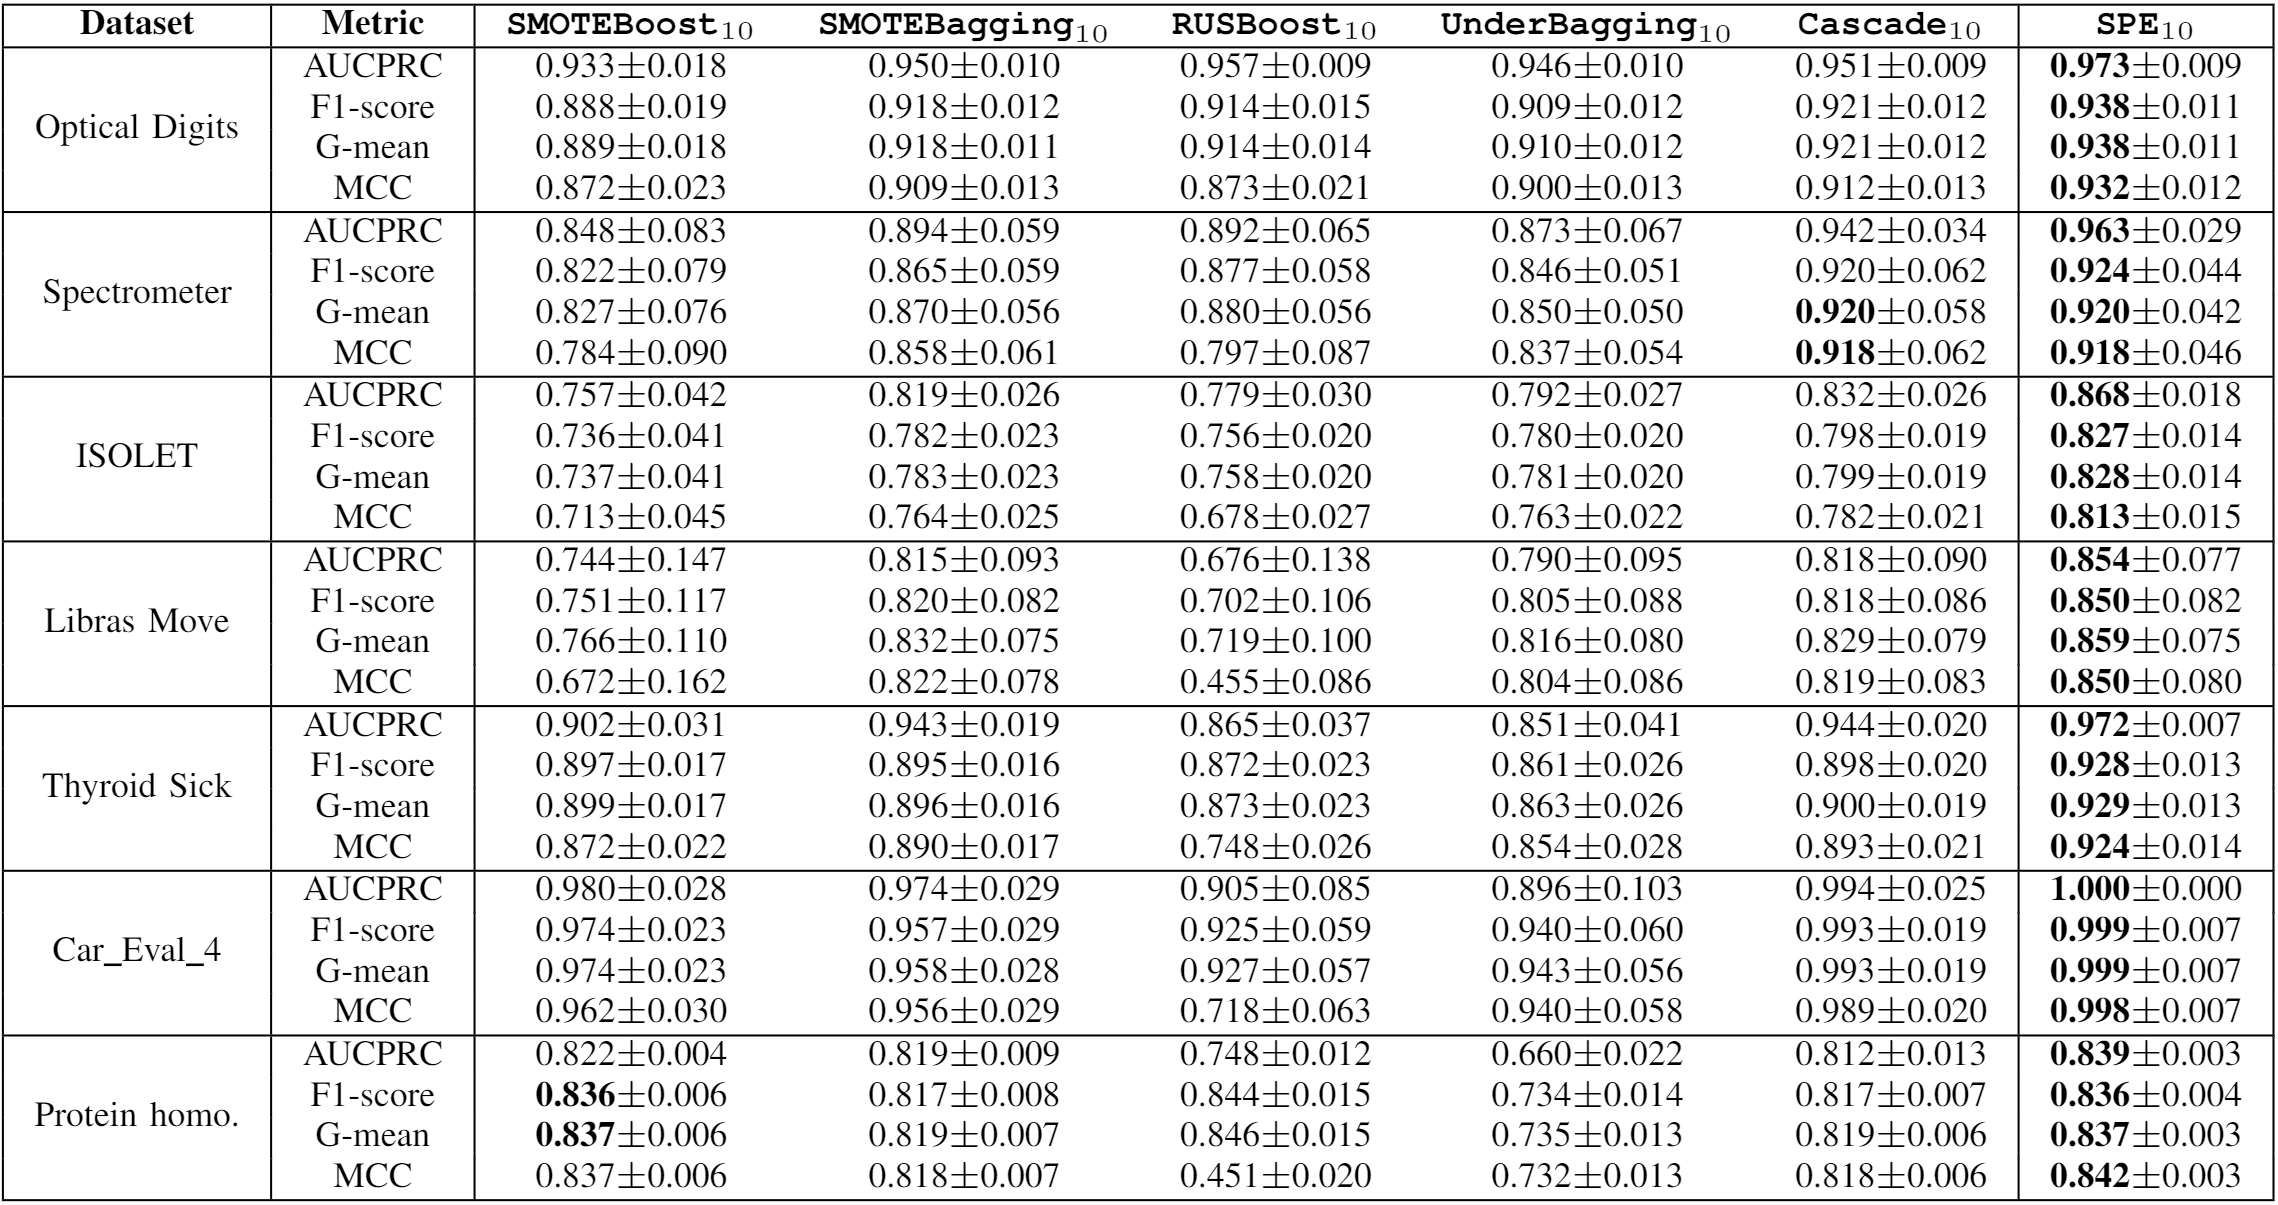 Dataset Metric SMOTEBoost10 SMOTEBagging10 RUSBoost10 UnderBagging10 Cascade10 SPE10
Optical Digits
AUCPRC 0.933±0.018 0.950±0.010 0.957±0.009 0.946±0.010 0.951±0.009 0.973±0.009
F1-score 0.888±0.019 0.918±0.012 0.914±0.015 0.909±0.012 0.921±0.012 0.938±0.011
G-mean 0.889±0.018 0.918±0.011 0.914±0.014 0.910±0.012 0.921±0.012 0.938±0.011
MCC 0.872±0.023 0.909±0.013 0.873±0.021 0.900±0.013 0.912±0.013 0.932±0.012
Spectrometer
AUCPRC 0.848±0.083 0.894±0.059 0.892±0.065 0.873±0.067 0.942±0.034 0.963±0.029
F1-score 0.822±0.079 0.865±0.059 0.877±0.058 0.846±0.051 0.920±0.062 0.924±0.044
G-mean 0.827±0.076 0.870±0.056 0.880±0.056 0.850±0.050 0.920±0.058 0.920±0.042
MCC 0.784±0.090 0.858±0.061 0.797±0.087 0.837±0.054 0.918±0.062 0.918±0.046
ISOLET
AUCPRC 0.757±0.042 0.819±0.026 0.779±0.030 0.792±0.027 0.832±0.026 0.868±0.018
F1-score 0.736±0.041 0.782±0.023 0.756±0.020 0.780±0.020 0.798±0.019 0.827±0.014
G-mean 0.737±0.041 0.783±0.023 0.758±0.020 0.781±0.020 0.799±0.019 0.828±0.014
MCC 0.713±0.045 0.764±0.025 0.678±0.027 0.763±0.022 0.782±0.021 0.813±0.015
Libras Move
AUCPRC 0.744±0.147 0.815±0.093 0.676±0.138 0.790±0.095 0.818±0.090 0.854±0.077
F1-score 0.751±0.117 0.820±0.082 0.702±0.106 0.805±0.088 0.818±0.086 0.850±0.082
G-mean 0.766±0.110 0.832±0.075 0.719±0.100 0.816±0.080 0.829±0.079 0.859±0.075
MCC 0.672±0.162 0.822±0.078 0.455±0.086 0.804±0.086 0.819±0.083 0.850±0.080
Thyroid Sick
AUCPRC 0.902±0.031 0.943±0.019 0.865±0.037 0.851±0.041 0.944±0.020 0.972±0.007
F1-score 0.897±0.017 0.895±0.016 0.872±0.023 0.861±0.026 0.898±0.020 0.928±0.013
G-mean 0.899±0.017 0.896±0.016 0.873±0.023 0.863±0.026 0.900±0.019 0.929±0.013
MCC 0.872±0.022 0.890±0.017 0.748±0.026 0.854±0.028 0.893±0.021 0.924±0.014
Car_Eval_4
AUCPRC 0.980±0.028 0.974±0.029 0.905±0.085 0.896±0.103 0.994±0.025 1.000±0.000
F1-score 0.974±0.023 0.957±0.029 0.925±0.059 0.940±0.060 0.993±0.019 0.999±0.007
G-mean 0.974±0.023 0.958±0.028 0.927±0.057 0.943±0.056 0.993±0.019 0.999±0.007
MCC 0.962±0.030 0.956±0.029 0.718±0.063 0.940±0.058 0.989±0.020 0.998±0.007
Protein homo.
AUCPRC 0.822±0.004 0.819±0.009 0.748±0.012 0.660±0.022 0.812±0.013 0.839±0.003
F1-score 0.836±0.006 0.817±0.008 0.844±0.015 0.734±0.014 0.817±0.007 0.836±0.004
G-mean 0.837±0.006 0.819±0.007 0.846±0.015 0.735±0.013 0.819±0.006 0.837±0.003
MCC 0.837±0.006 0.818±0.007 0.451±0.020 0.732±0.013 0.818±0.006 0.842±0.003